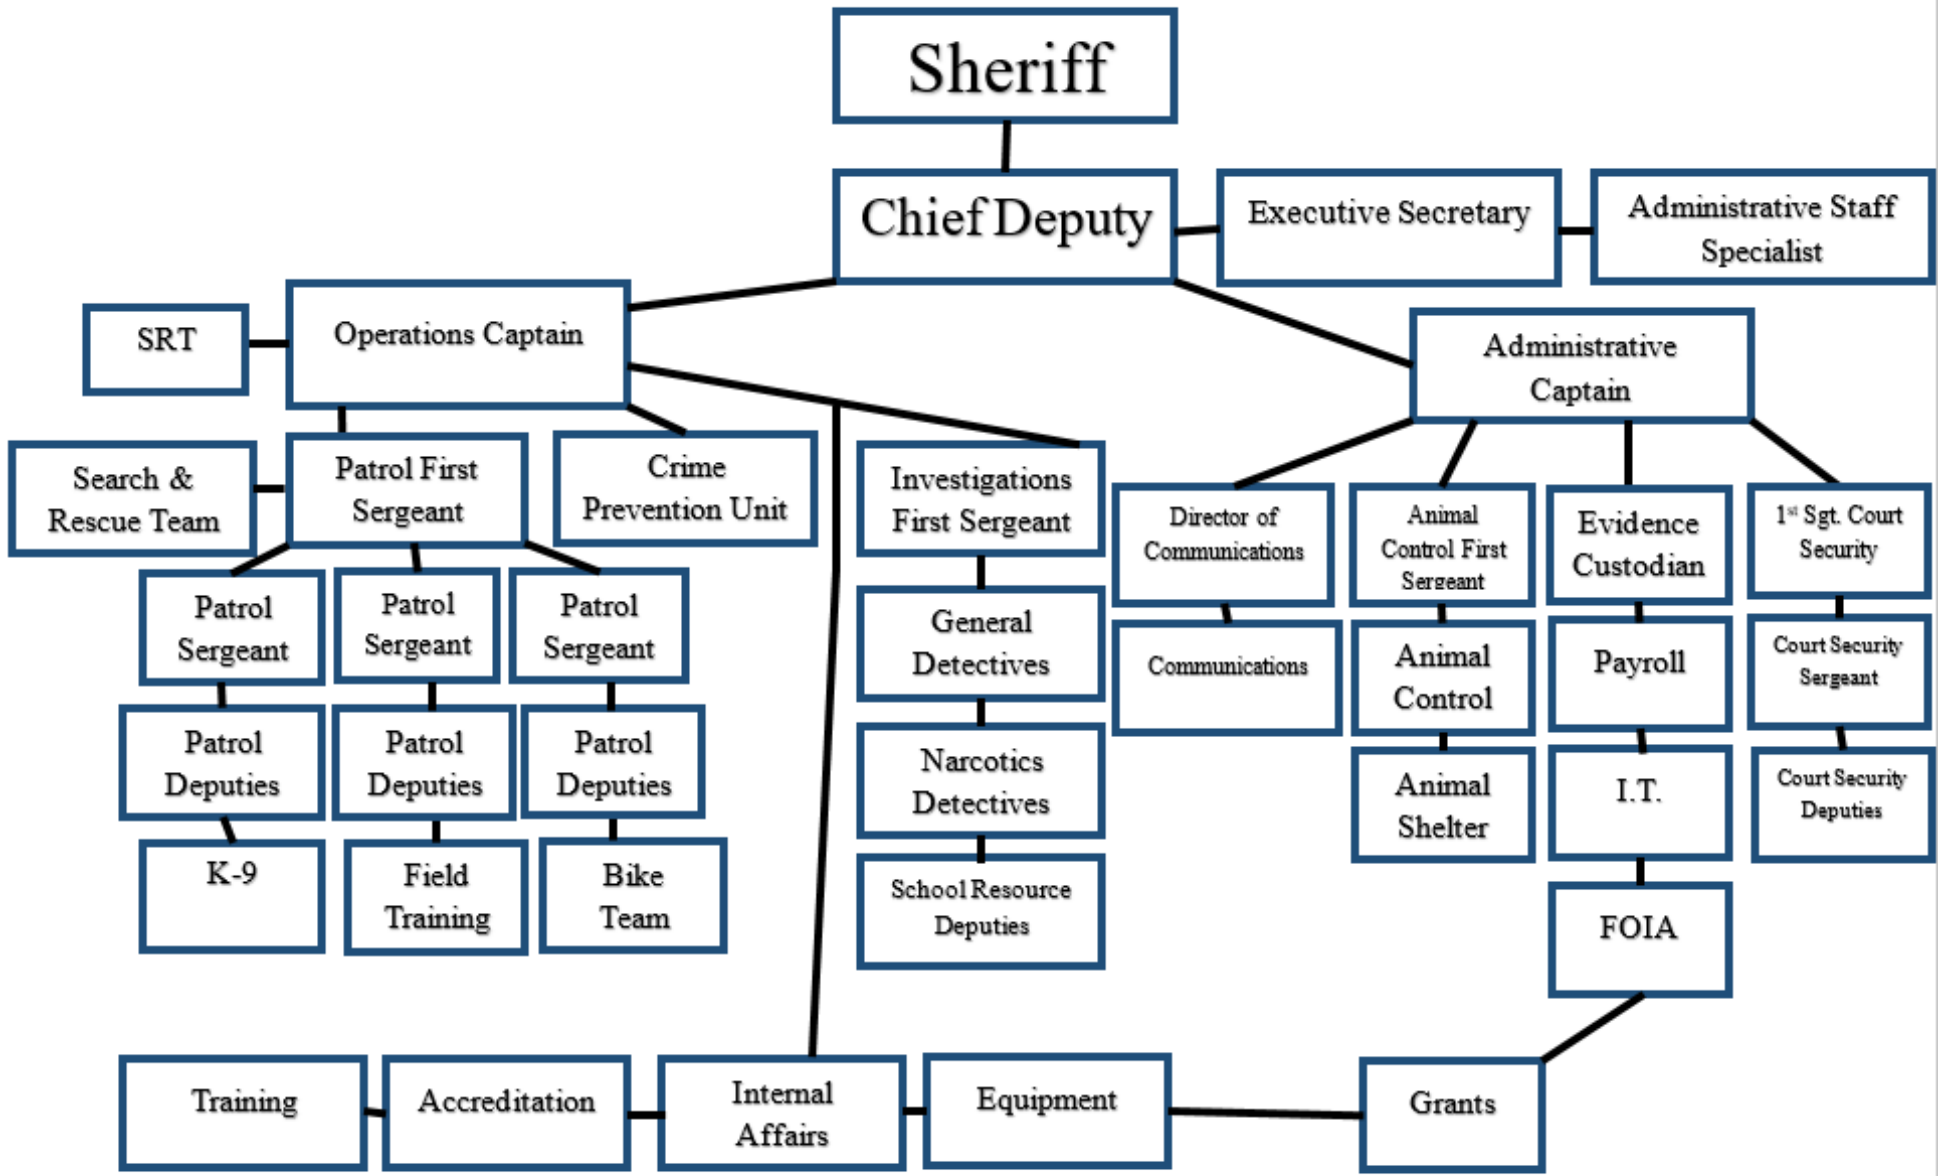 Sheriff
Chief Deputy
Executive Secretary
Administrative Staff
Specialist
SRT
Operations Captain
Administrative
Captain
Search &
Rescue Team
Patrol First
Sergeant
Crime
Prevention Unit
Investigations
First Sergeant
Director of
Communications
Animal
Control First
Sergeant
Evidence
Custodian
1st Sgt. Court
Security
Patrol
Sergeant
Patrol
Sergeant
Patrol
Sergeant
General
Detectives
Communications
Animal
Control
Payroll
Court Security
Sergeant
Patrol
Deputies
Patrol
Deputies
Patrol
Deputies
Narcotics
Detectives
Animal
Shelter
I.T.
Court Security
Deputies
K-9
Field
Training
Bike
Team
School Resource
Deputies
FOIA
Training
Accreditation
Internal
Affairs
Equipment
Grants